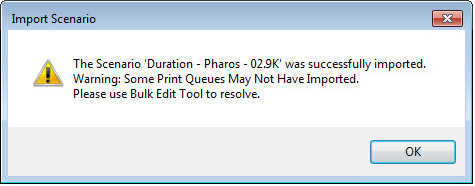 Import Scenario
The Scenario 'Duration - Pharos - 02.9K' was successfully imported.
Warning: Some Print Queues May Not Have Imported.
Please use Bulk Edit Tool to resolve.
OK